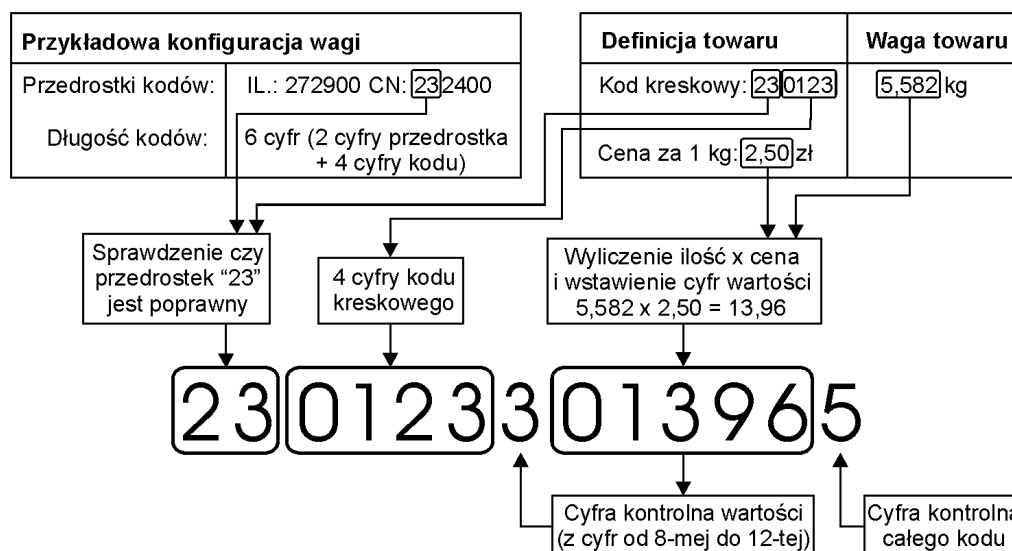 Przykładowa konfiguracja wagi
Przedrostki kodów: IL.: 272900 CN: 232400
Długość kodów: 6 cyfr (2 cyfry przedrostka
+ 4 cyfry kodu)
Definicja towaru
Waga towaru
Kod kreskowy: 230123
5,582 kg
Cena za 1 kg: 2,50 zł
Sprawdzenie czy
przedrostek “23”
jest poprawny
4 cyfry kodu
kreskowego
Wyliczenie ilość x cena
i wstawienie cyfr wartości
5,582 x 2,50 = 13,96
23 0123 3 01396 5
Cyfra kontrolna wartości
(z cyfr od 8-mej do 12-tej)
Cyfra kontrolna
całego kodu